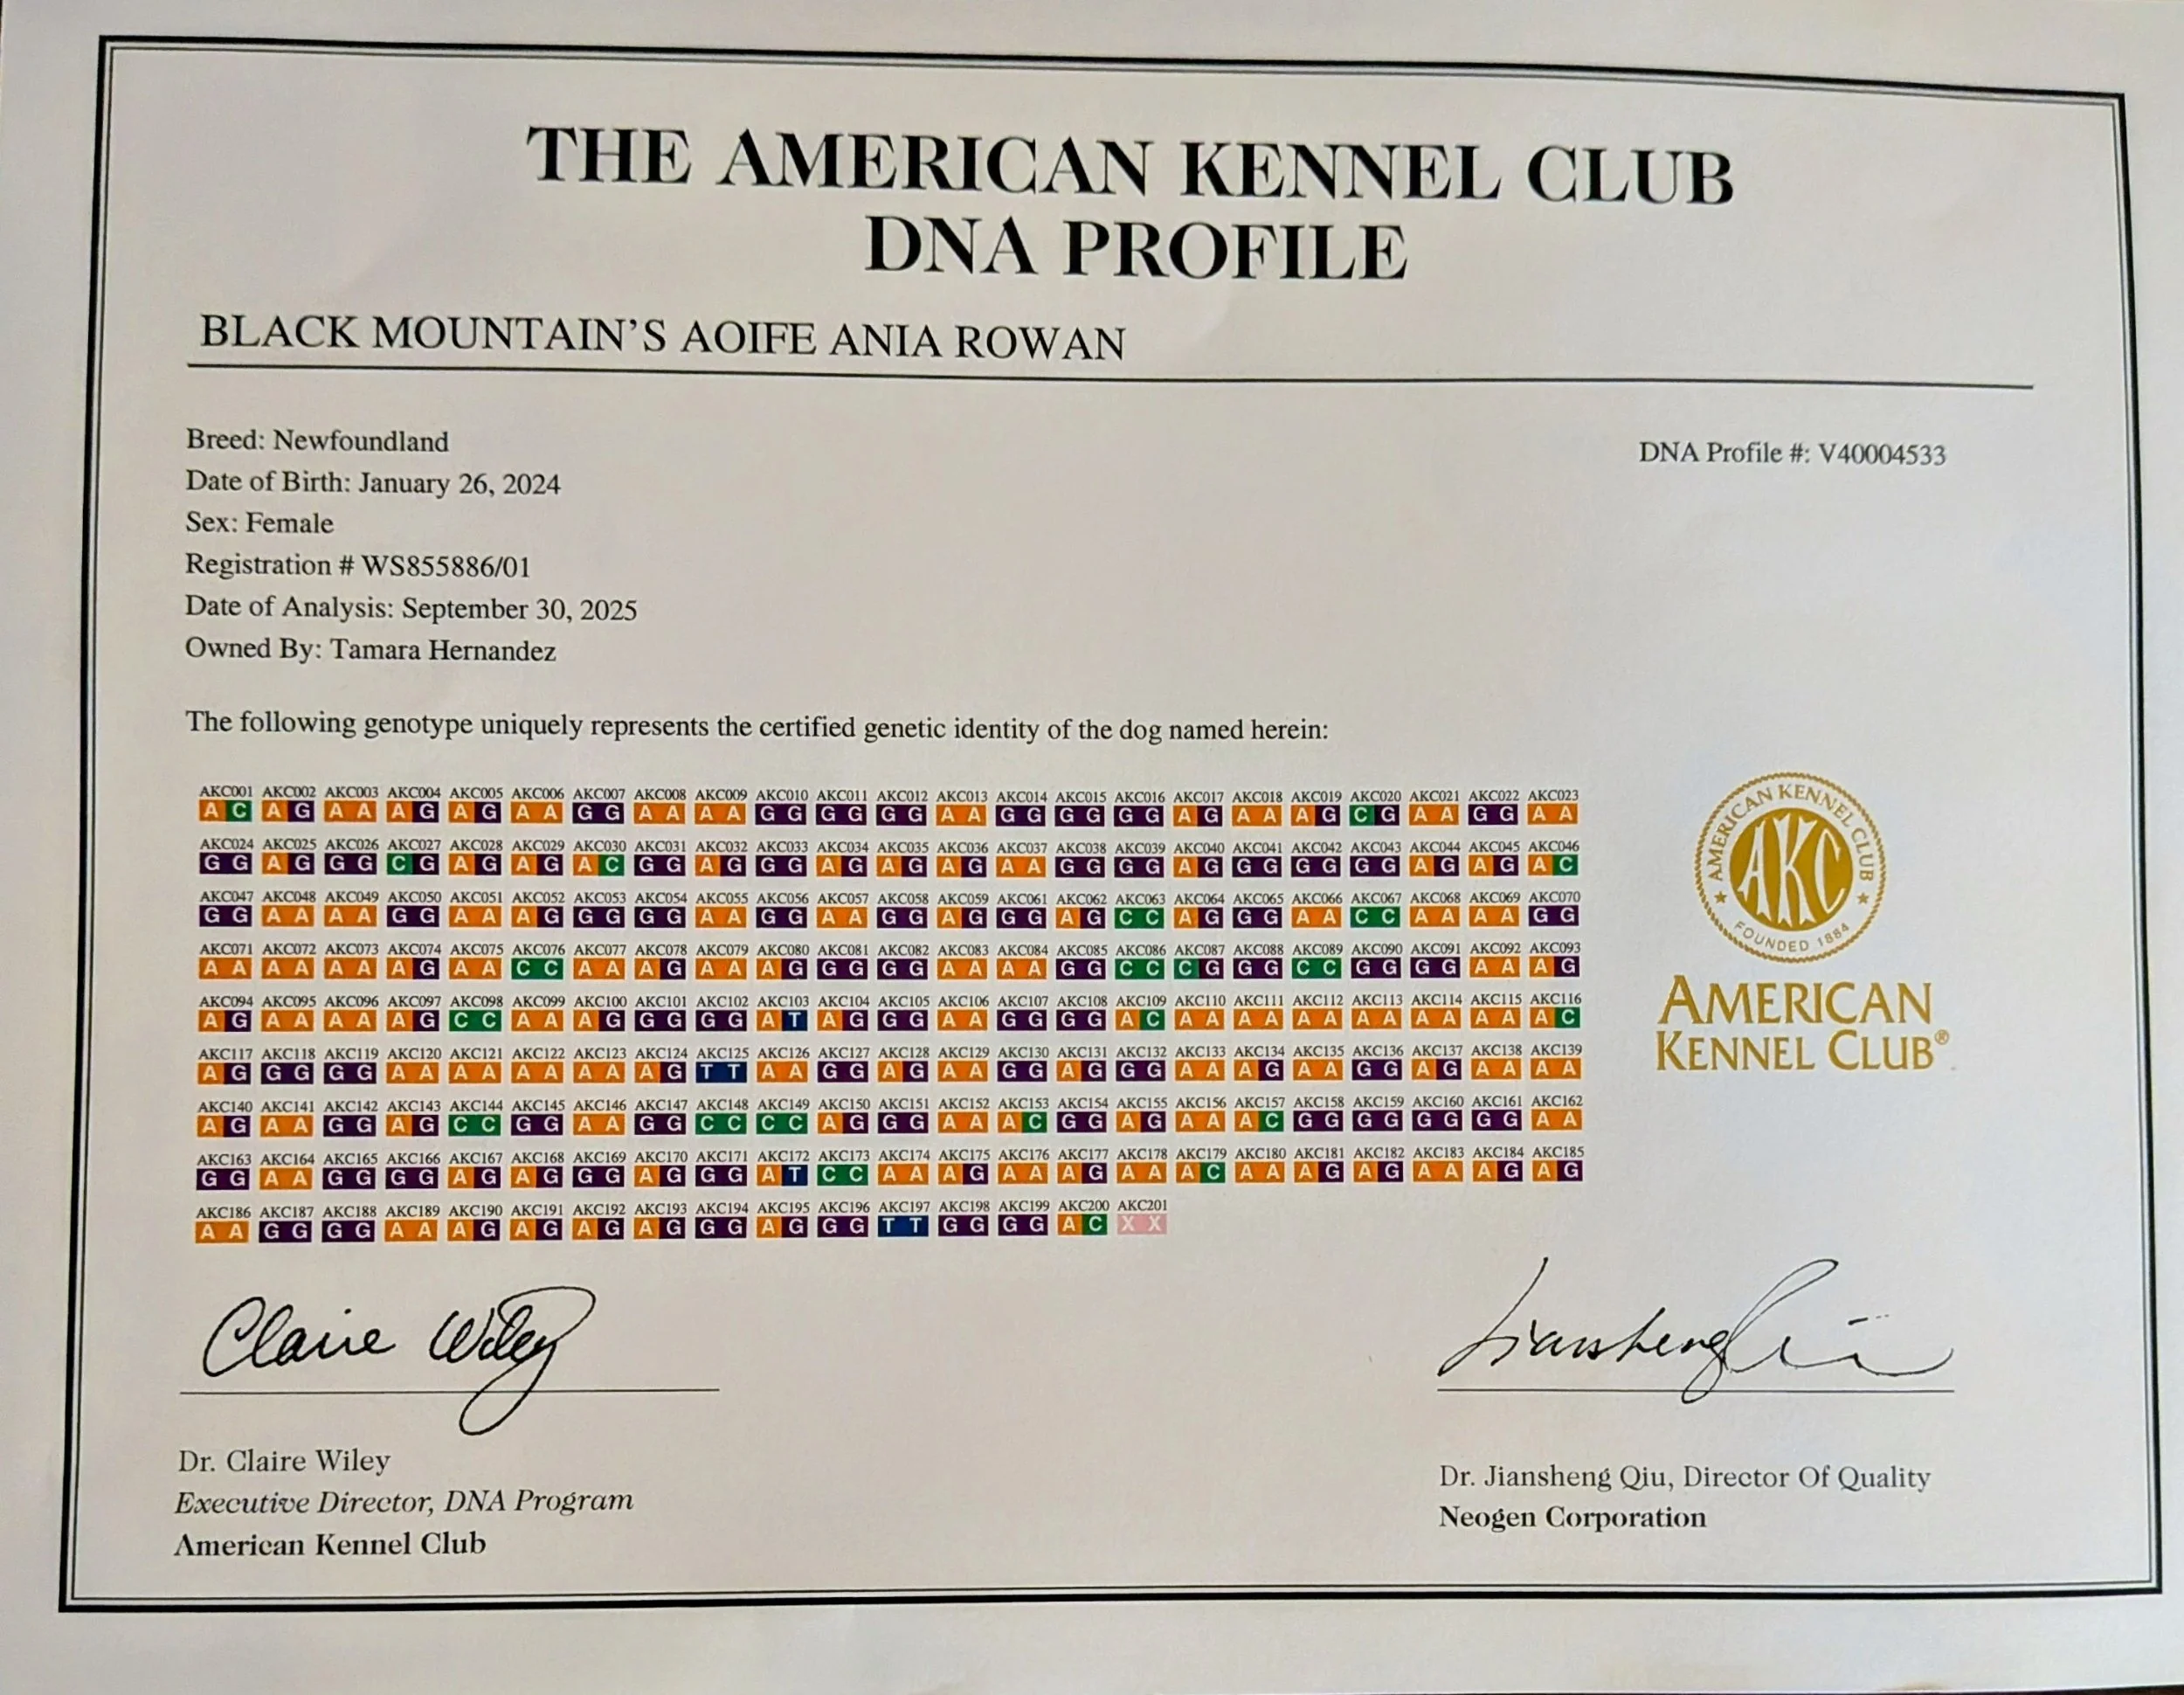 THE AMERICAN KENNEL CLUB
DNA PROFILE
BLACK MOUNTAIN'S AOIFE ANIA ROWAN
Breed: Newfoundland
DNA Profile #: V40004533
Date of Birth: January 26, 2024
Sex: Female
Registration # WS855886/01
Date of Analysis: September 30, 2025
Owned By: Tamara Hernandez
The following genotype uniquely represents the certified genetic identity of the dog named herein:
AKC001 AKC002 AKC003 AKC004 AKC005 AKC006 AKC007 AKC008 AKC009 AKC010 AKC011 AKC012 AKC013 AKC014 AKC015 AKC016 AKC017 AKC018 AKC019 AKC020 AKC021 AKC022 AKC023
A C A G A A A G A G A A G G A A A A G G G G G G A A G G G G G G A G A A A G C G A A G G A A
AKC024 AKC025 AKC026 AKC027 AKC028 AKC029 AKC030 AKC031 AKC032 AKC033 AKC034 AKC035 AKC036 AKC037 AKC038 AKC039 AKC040 AKC041 AKC042 AKC043 AKC044 AKC045 AKC046
G G A G G G C G A G A G A C G G A G G G A G A G A G A A G G G G A G G G G G G G A G A G A C
AKC047 AKC048 AKC049 AKC050 AKC051 AKC052 AKC053 AKC054 AKC055 AKC056 AKC057 AKC058 AKC059 AKC061 AKC062 AKC063 AKC064 AKC065 AKC066 AKC067 AKC068 AKC069 AKC070
G G A A A A G G A A A G G G G G A A G G A A G G A G G G A G C C A G G G A A C C A A A A G G
AKC071 AKC072 AKC073 AKC074 AKC075 AKC076 AKC077 AKC078 AKC079 AKC080 AKC081 AKC082 AKC083 AKC084 AKC085 AKC086 AKC087 AKC088 AKC089 AKC090 AKC091 AKC092 AKC093
A A A A A A A G A A C C A A A G A A A G G G G G A A A A G G C C C G G G C C G G G G A A A G
AKC094 AKC095 AKC096 AKC097 AKC098 AKC099 AKC100 AKC101 AKC102 AKC103 AKC104 AKC105 AKC106 AKC107 AKC108 AKC109 AKC110 AKC111 AKC112 AKC113 AKC114 AKC115 AKC116
A G A A A A A G C C A A A G G G G G A T A G G G A A G G G G A C A A A A A A A A A A A A A C
AKC117 AKC118 AKC119 AKC120 AKC121 AKC122 AKC123 AKC124 AKC125 AKC126 AKC127 AKC128 AKC129 AKC130 AKC131 AKC132 AKC133 AKC134 AKC135 AKC136 AKC137 AKC138 AKC139
A G G G G G A A A A A A A A A G T T A A G G A G A A G G A G G G A A A G A A G G A G A A A A
AKC140 AKC141 AKC142 AKC143 AKC144 AKC145 AKC146 AKC147 AKC148 AKC149 AKC150 AKC151 AKC152 AKC153 AKC154 AKC155 AKC156 AKC157 AKC158 AKC159 AKC160 AKC161 AKC162
A G A A G G A G C C G G A A G G C C C C A G G G A A A C G G A G A A A C G G G G G G G G A A
AKC163 AKC164 AKC165 AKC166 AKC167 AKC168 AKC169 AKC170 AKC171 AKC172 AKC173 AKC174 AKC175 AKC176 AKC177 AKC178 AKC179 AKC180 AKC181 AKC182 AKC183 AKC184 AKC185
G G A A G G G G A G A G G G A G G G A T C C A A A G A A A G A A A C A A A G A G A A A G A G
AKC186 AKC187 AKC188 AKC189 AKC190 AKC191 AKC192 AKC193 AKC194 AKC195 AKC196 AKC197 AKC198 AKC199 AKC200 AKC201
A A G G G G A A A G A G A G A G G G A G G G T T G G G G A C X X
AMERICAN KENNEL CLUB
AKC
FOUNDED 1884
AMERICAN
KENNEL CLUB®
Claire Wiley
Jiansheng Qiu
Dr. Claire Wiley
Executive Director, DNA Program
American Kennel Club
Dr. Jiansheng Qiu, Director Of Quality
Neogen Corporation